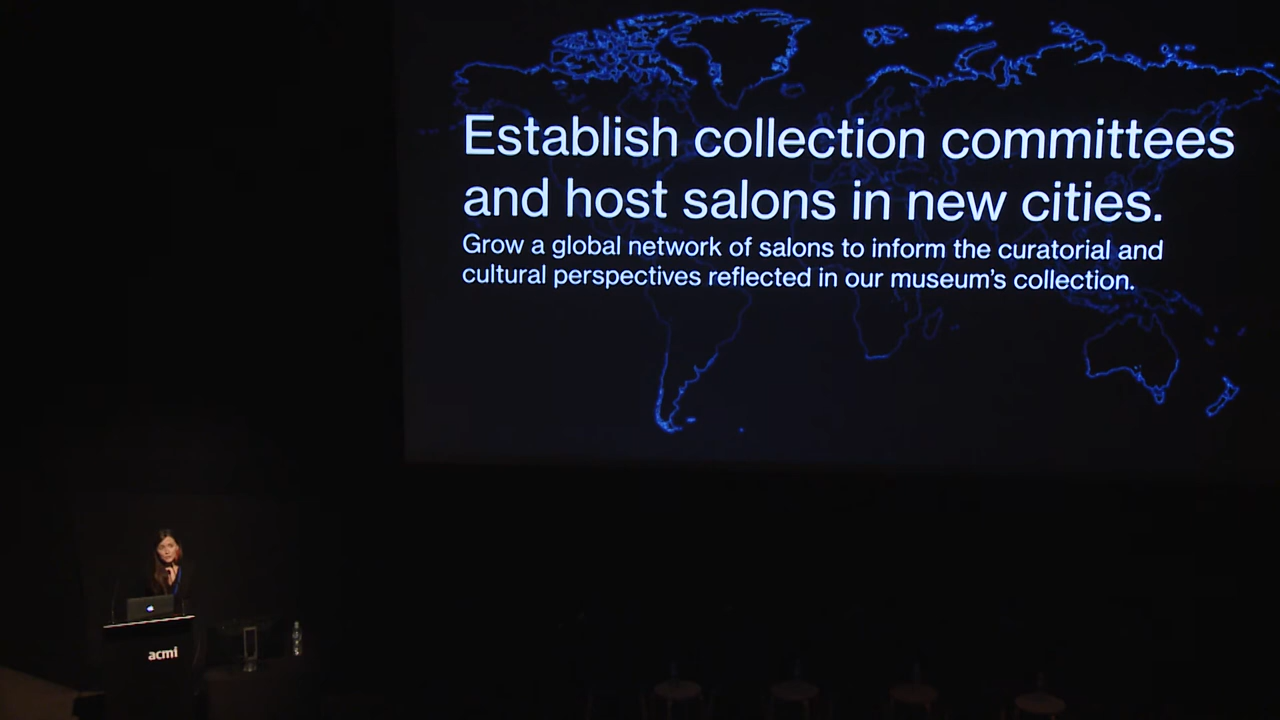 Establish collection committees
and host salons in new cities.
Grow a global network of salons to inform the curatorial and
cultural perspectives reflected in our museum's collection.
acmi